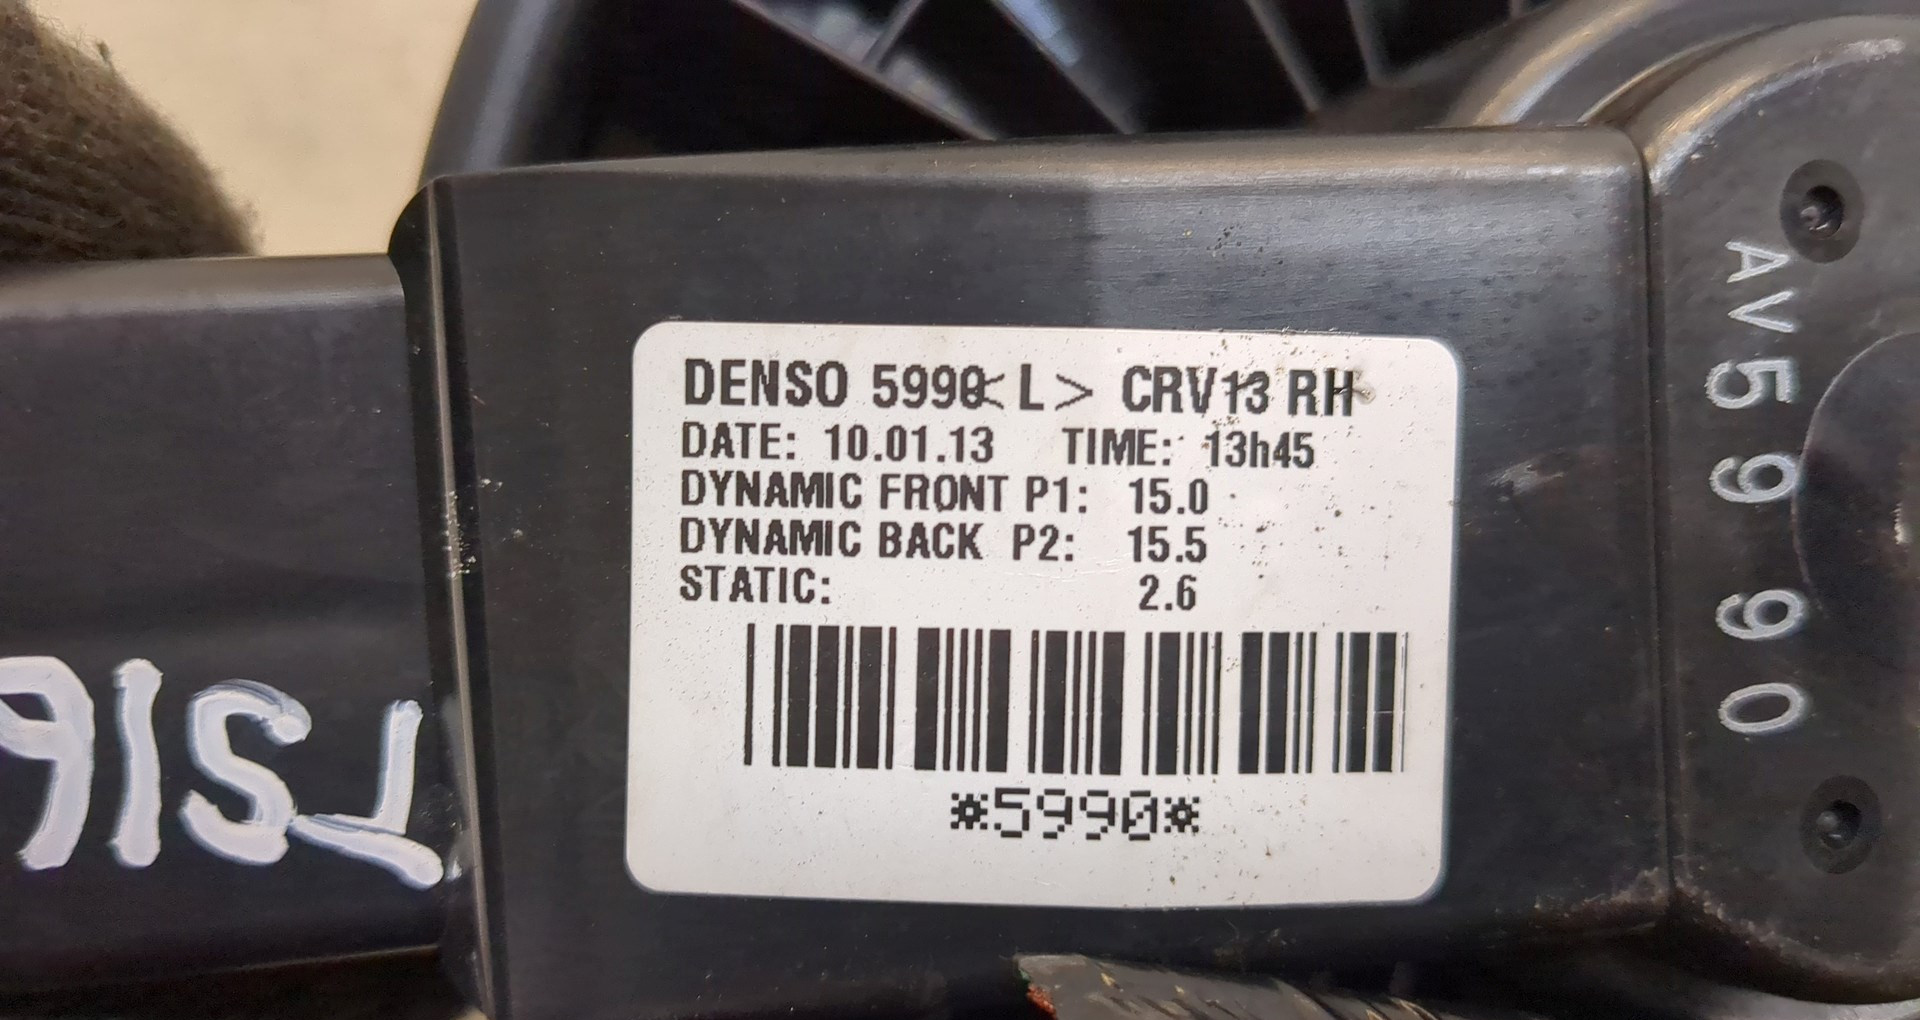 DENSO 5990< L > CRV13 RH
DATE: 10.01.13 TIME: 13h45
DYNAMIC FRONT P1: 15.0
DYNAMIC BACK P2: 15.5
STATIC: 2.6
*5990*
AV5990